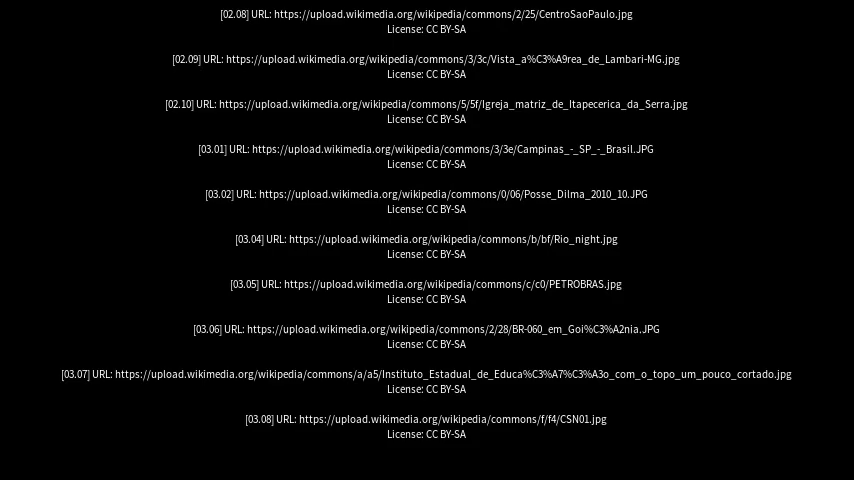 [02.08] URL: https://upload.wikimedia.org/wikipedia/commons/2/25/CentroSaoPaulo.jpg
License: CC BY-SA
[02.09] URL: https://upload.wikimedia.org/wikipedia/commons/3/3c/Vista_a%C3%A9rea_de_Lambari-MG.jpg
License: CC BY-SA
[02.10] URL: https://upload.wikimedia.org/wikipedia/commons/5/5f/Igreja_matriz_de_Itapecerica_da_Serra.jpg
License: CC BY-SA
[03.01] URL: https://upload.wikimedia.org/wikipedia/commons/3/3e/Campinas_-_SP_-_Brasil.JPG
License: CC BY-SA
[03.02] URL: https://upload.wikimedia.org/wikipedia/commons/0/06/Posse_Dilma_2010_10.JPG
License: CC BY-SA
[03.04] URL: https://upload.wikimedia.org/wikipedia/commons/b/bf/Rio_night.jpg
License: CC BY-SA
[03.05] URL: https://upload.wikimedia.org/wikipedia/commons/c/c0/PETROBRAS.jpg
License: CC BY-SA
[03.06] URL: https://upload.wikimedia.org/wikipedia/commons/2/28/BR-060_em_Goi%C3%A2nia.JPG
License: CC BY-SA
[03.07] URL: https://upload.wikimedia.org/wikipedia/commons/a/a5/Instituto_Estadual_de_Educa%C3%A7%C3%A3o_com_o_topo_um_pouco_cortado.jpg
License: CC BY-SA
[03.08] URL: https://upload.wikimedia.org/wikipedia/commons/f/f4/CSN01.jpg
License: CC BY-SA